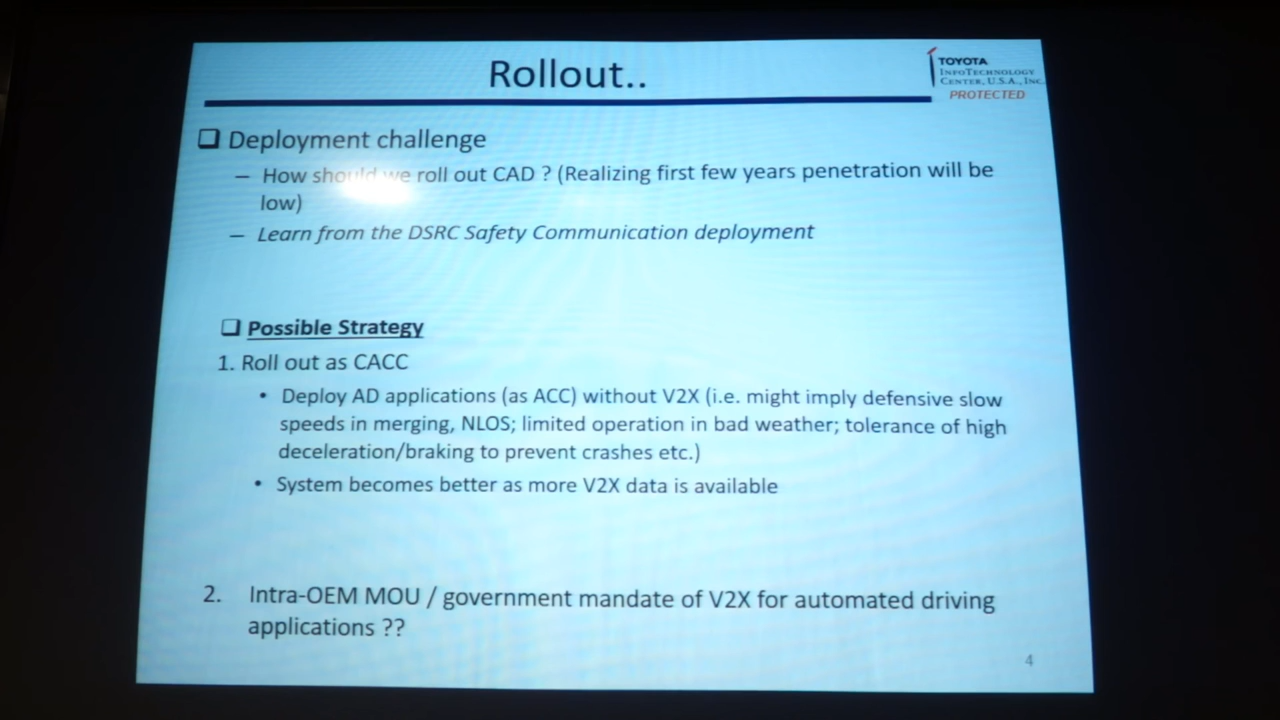 Rollout..
TOYOTA
INFOTECHNOLOGY
CENTER, U.S.A., INC.
PROTECTED
❑ Deployment challenge
– How should we roll out CAD ? (Realizing first few years penetration will be
low)
– Learn from the DSRC Safety Communication deployment
❑ Possible Strategy
1. Roll out as CACC
• Deploy AD applications (as ACC) without V2X (i.e. might imply defensive slow
speeds in merging, NLOS; limited operation in bad weather; tolerance of high
deceleration/braking to prevent crashes etc.)
• System becomes better as more V2X data is available
2. Intra-OEM MOU / government mandate of V2X for automated driving
applications ??
4